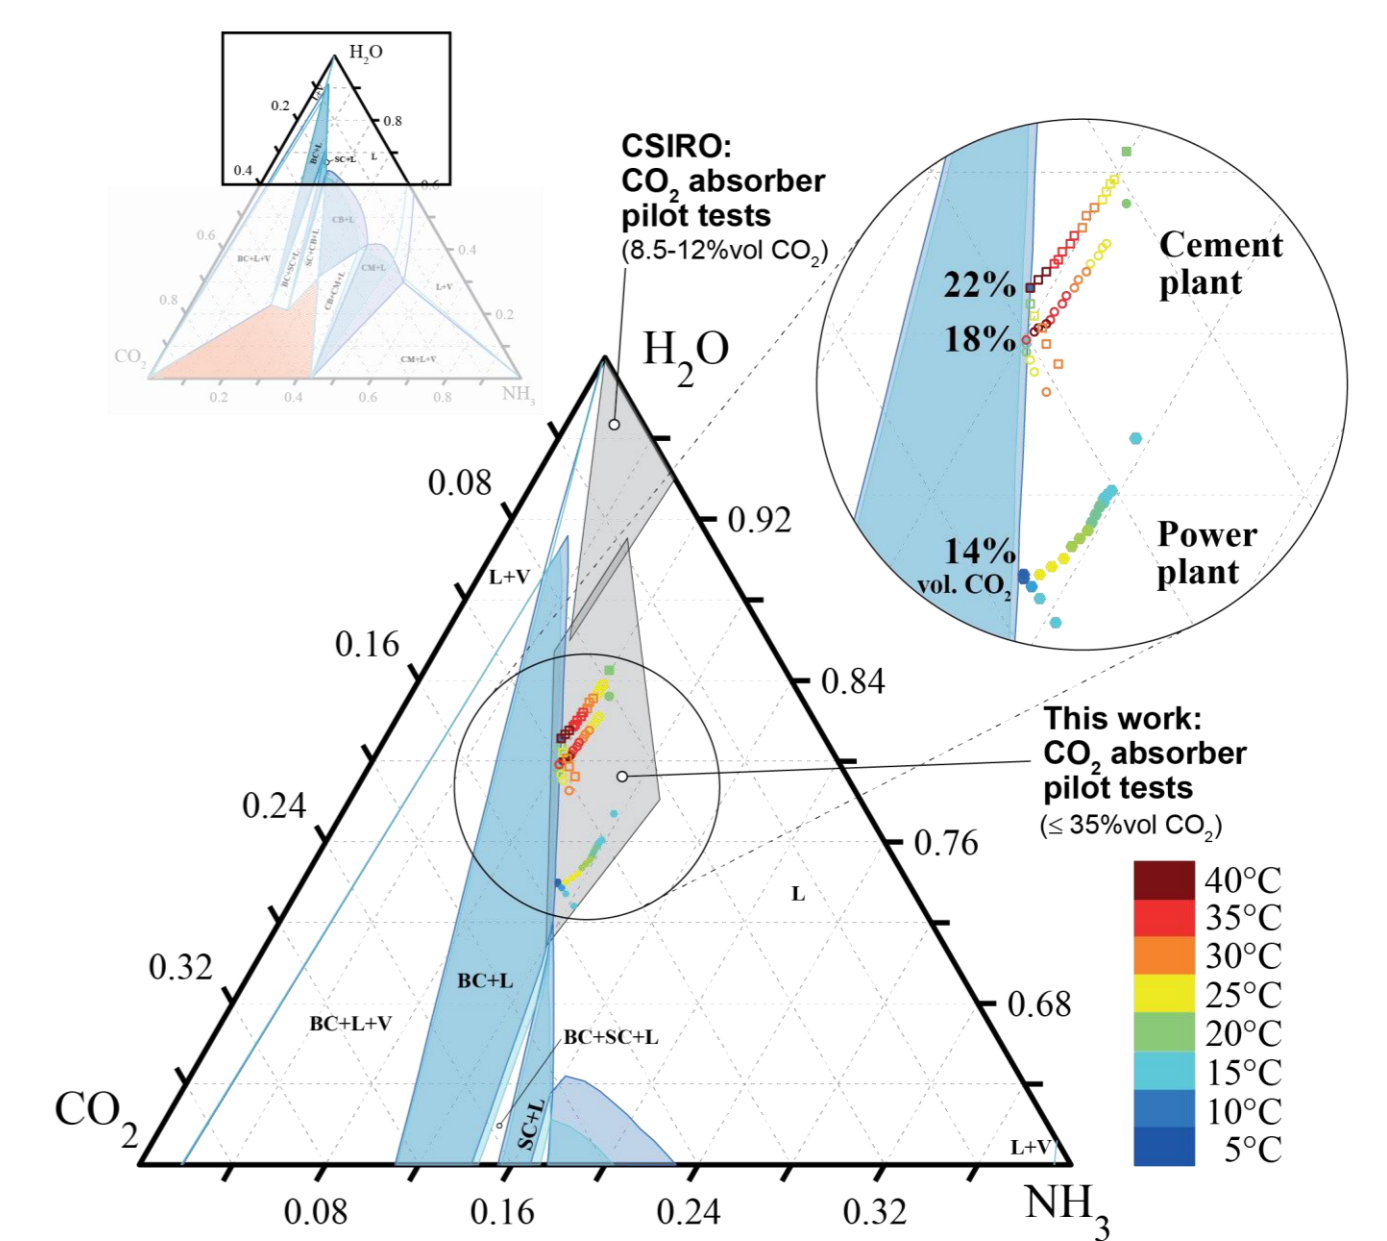 H₂O
L+V
0.2
0.8
BC+L
SC+L
L
0.4
0.6
CB+L
0.6
0.4
BC+L+V
BC+SC+L
SC+CB+L
CB+CM+L
CM+L
L+V
0.8
0.2
CM+L+V
CO₂
NH₃
0.2
0.4
0.6
0.8
CSIRO:
CO₂ absorber
pilot tests
(8.5-12%vol CO₂)
Cement
plant
22%
18%
14%
vol. CO₂
Power
plant
H₂O
0.08
0.92
L+V
0.16
0.84
This work:
CO₂ absorber
pilot tests
(≤ 35%vol CO₂)
0.24
0.76
L
0.32
0.68
BC+L
BC+L+V
BC+SC+L
SC+L
L+V
CO₂
NH₃
0.08
0.16
0.24
0.32
40°C
35°C
30°C
25°C
20°C
15°C
10°C
5°C